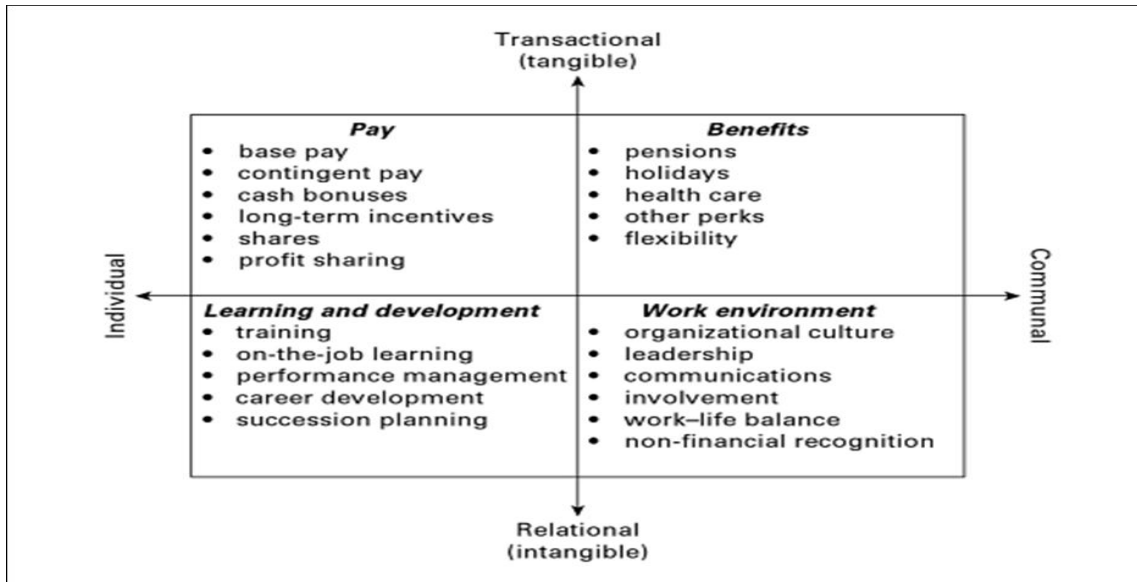 Transactional
(tangible)
Pay
• base pay
• contingent pay
• cash bonuses
• long-term incentives
• shares
• profit sharing
Benefits
• pensions
• holidays
• health care
• other perks
• flexibility
Individual
Communal
Learning and development
• training
• on-the-job learning
• performance management
• career development
• succession planning
Work environment
• organizational culture
• leadership
• communications
• involvement
• work–life balance
• non-financial recognition
Relational
(intangible)